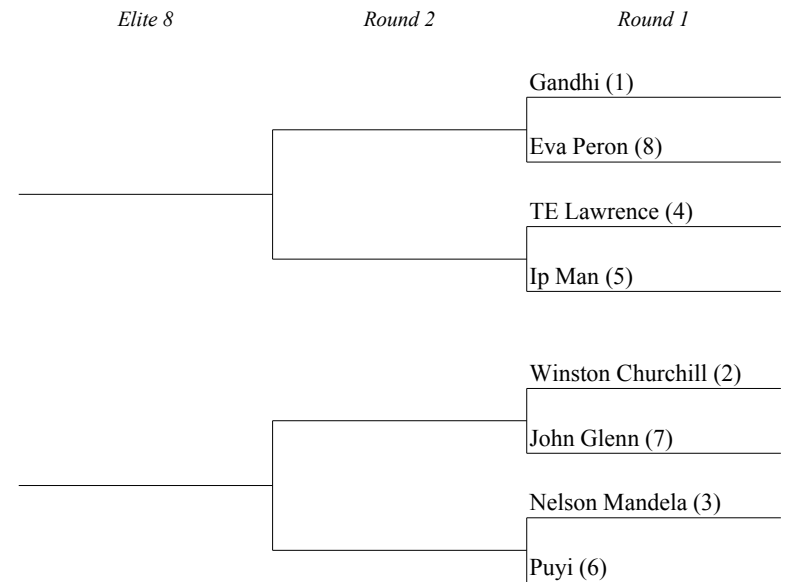 Elite 8 Round 2 Round 1
Gandhi (1)
Eva Peron (8)
TE Lawrence (4)
Ip Man (5)
Winston Churchill (2)
John Glenn (7)
Nelson Mandela (3)
Puyi (6)